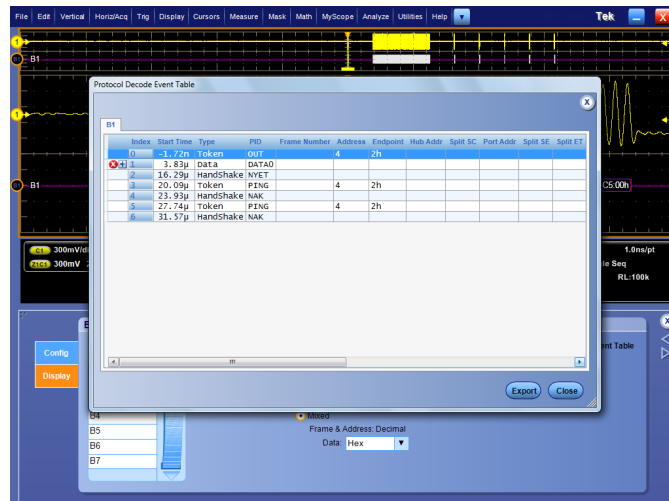 File Edit Vertical Horiz/Acq Trig Display Cursors Measure Mask Math MyScope Analyze Utilities Help Tek X
1
B1 B1
Protocol Decode Event Table
X
B1
Index Start Time Type PID Frame Number Address Endpoint Hub Addr Split SC Port Addr Split SE Split ET
0 -1.72n Token OUT 4 2h
1 3.83μ Data DATA0
2 16.29μ HandShake NYET
3 20.09μ Token PING 4 2h
4 23.93μ HandShake NAK
5 27.74μ Token PING 4 2h
6 31.57μ HandShake NAK
1
B1 B1
C5:00h
C1 300mV/di
Z1C1 300mV
1.0ns/pt
le Seq
RL:100k
X
ent Table
Config
Display
Export Close
B4
B5
B6
B7
Mixed
Frame & Address: Decimal
Data: Hex